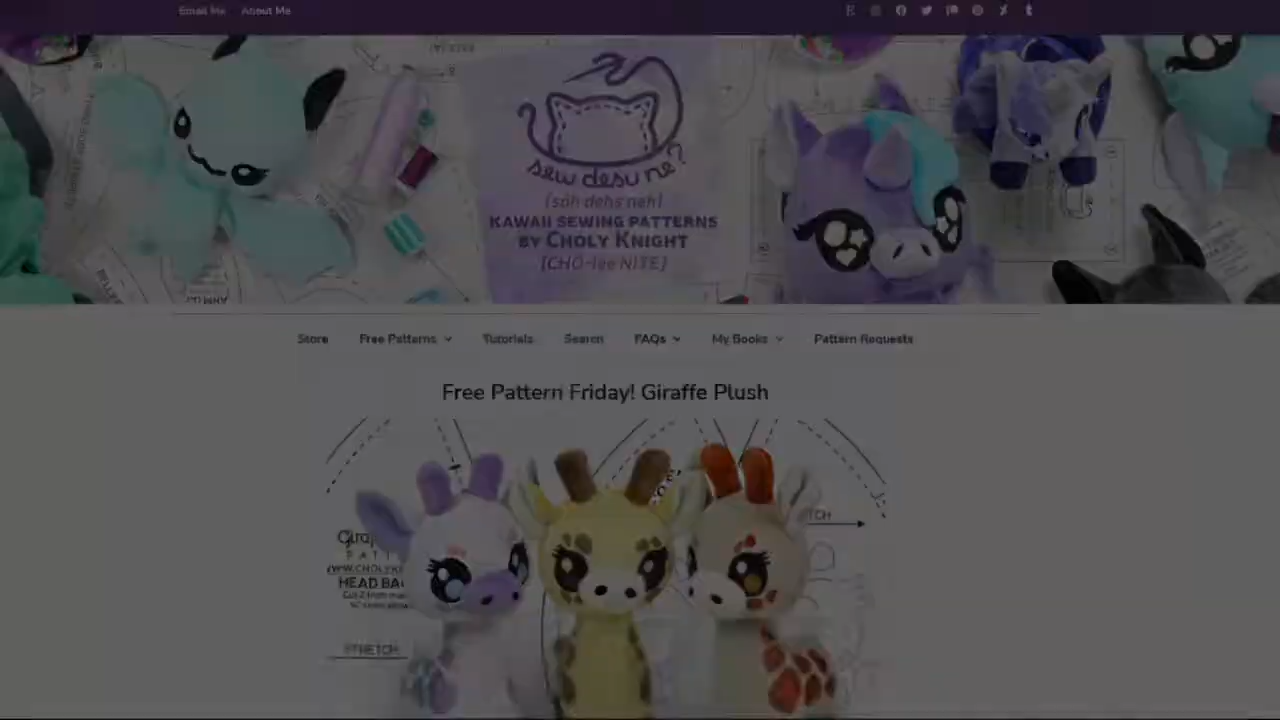 Email Me About Me
sew desu ne?
[soh dehs neh]
KAWAII SEWING PATTERNS
BY CHOLY KNIGHT
[CHO-lee NITE]
Store Free Patterns Tutorials Search FAQs My Books Pattern Requests
Free Pattern Friday! Giraffe Plush
HEAD BA
STRETCH